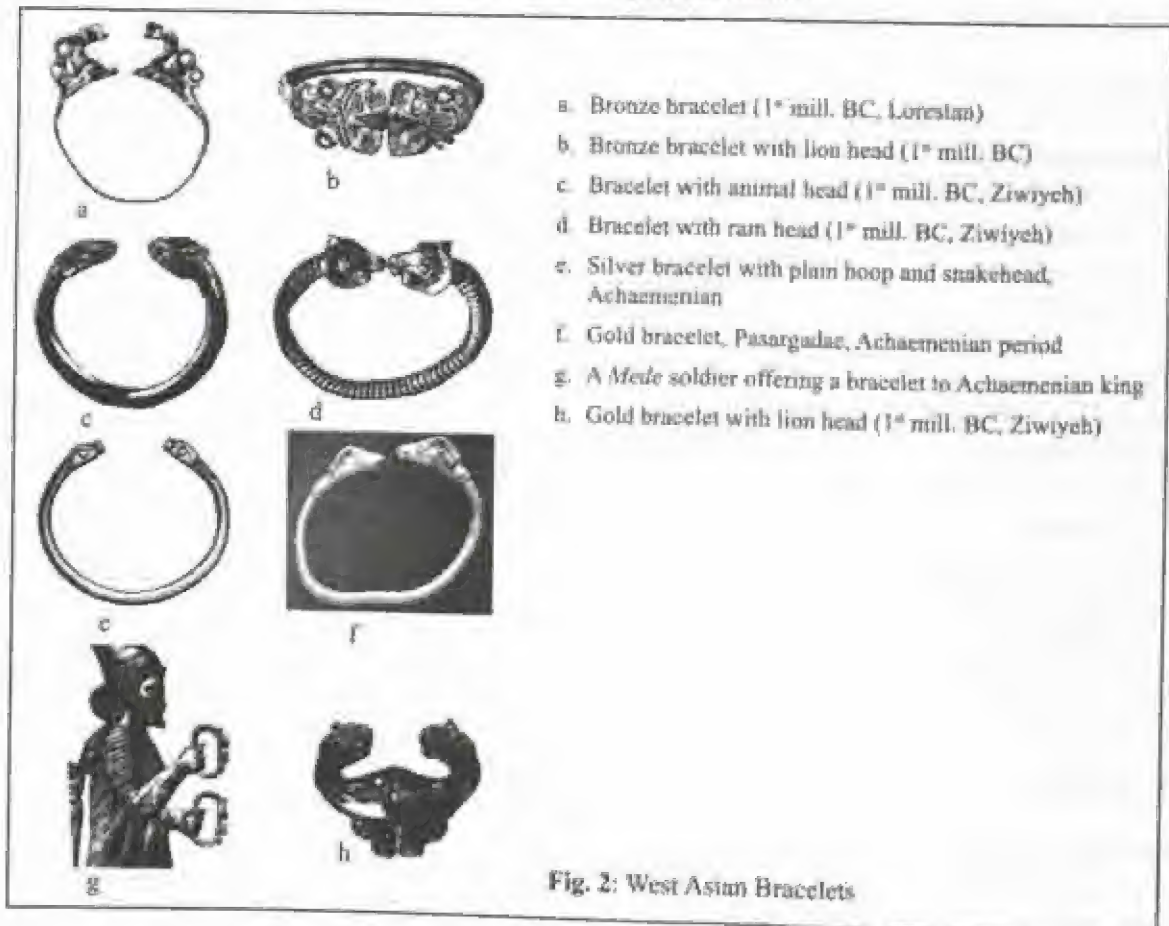 a
b
c
d
e
f
g
h
a. Bronze bracelet (1st mill. BC, Lorestan)
b. Bronze bracelet with lion head (1st mill. BC)
c. Bracelet with animal head (1st mill. BC, Ziwiyeh)
d. Bracelet with ram head (1st mill. BC, Ziwiyeh)
e. Silver bracelet with plain hoop and snakehead,
Achaemenian
f. Gold bracelet, Pasargadae, Achaemenian period
g. A Mede soldier offering a bracelet to Achaemenian king
h. Gold bracelet with lion head (1st mill. BC, Ziwiyeh)
Fig. 2: West Asian Bracelets